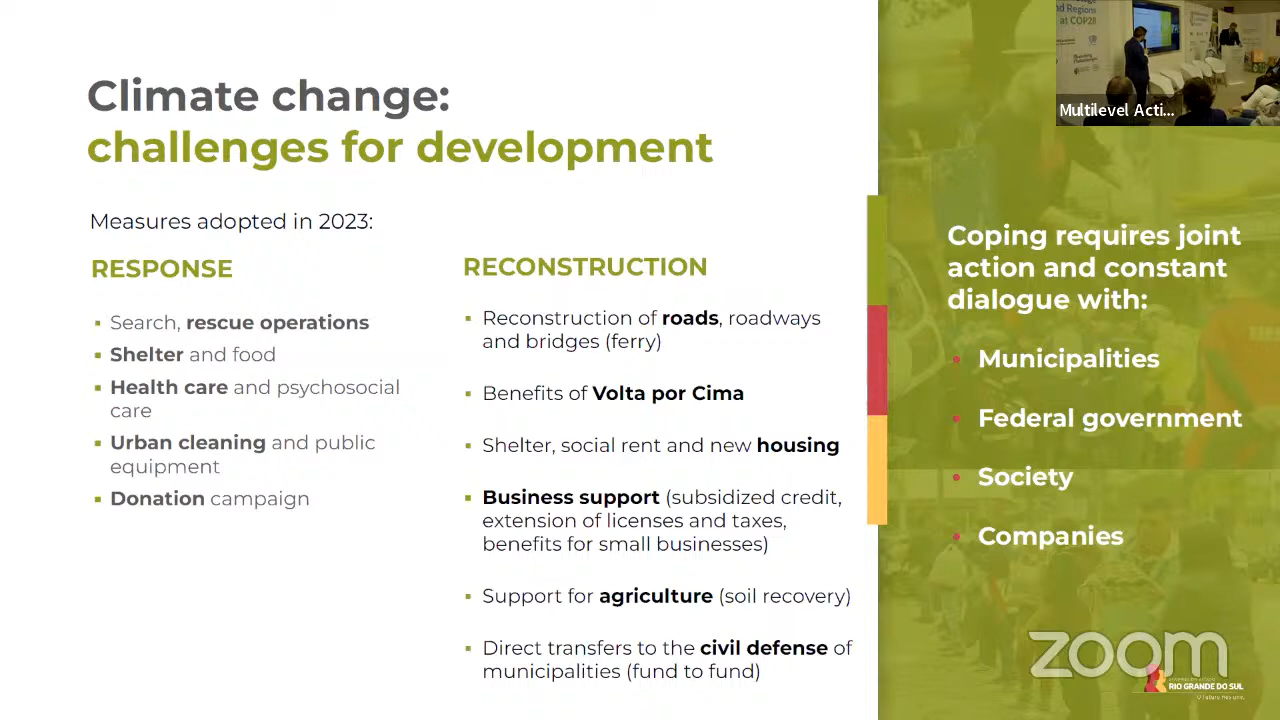 Climate change:
challenges for development
Measures adopted in 2023:
RESPONSE
Search, rescue operations
Shelter and food
Health care and psychosocial
care
Urban cleaning and public
equipment
Donation campaign
RECONSTRUCTION
Reconstruction of roads, roadways
and bridges (ferry)
Benefits of Volta por Cima
Shelter, social rent and new housing
Business support (subsidized credit,
extension of licenses and taxes,
benefits for small businesses)
Support for agriculture (soil recovery)
Direct transfers to the civil defense of
municipalities (fund to fund)
nd Regions
at COP28
Multilevel Acti...
Coping requires joint
action and constant
dialogue with:
Municipalities
Federal government
Society
Companies
zoom
RIO GRANDE DO SUL